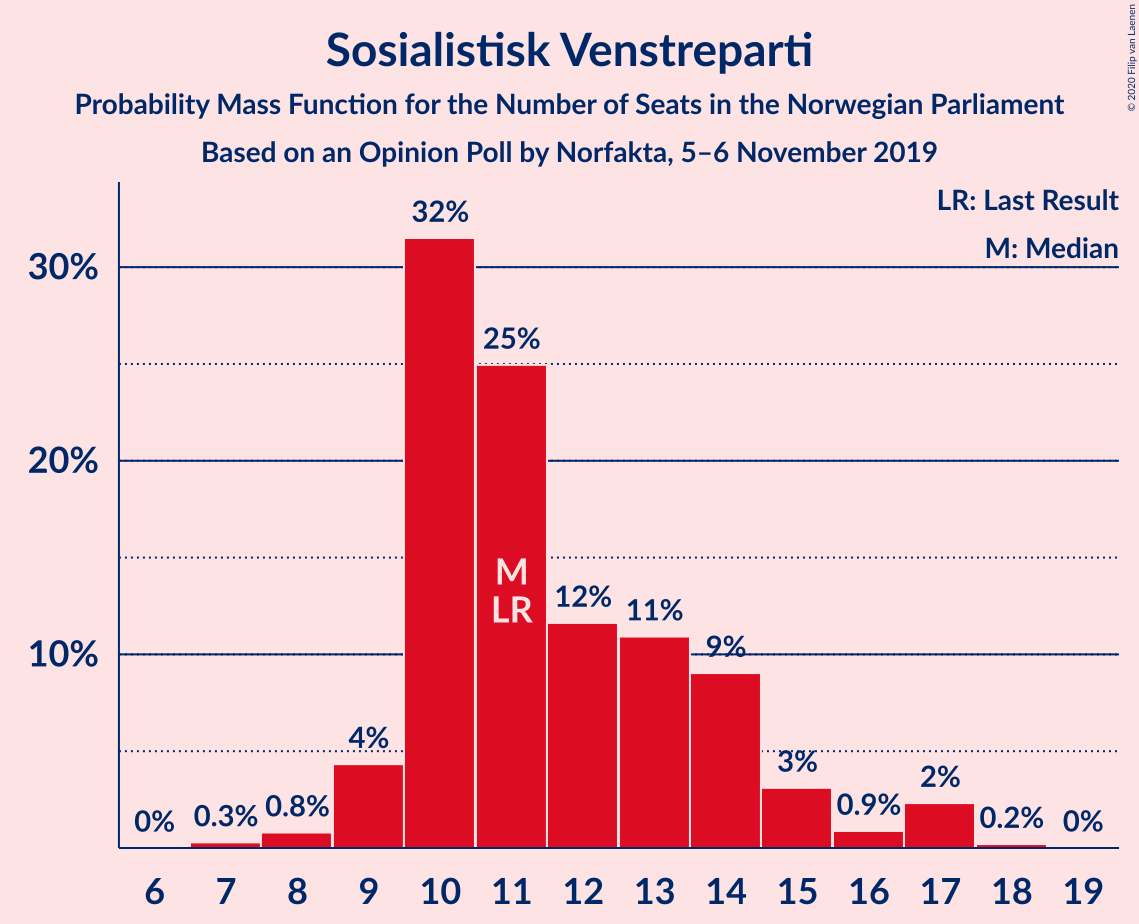 © 2020 Filip van Laenen
Sosialistisk Venstreparti
Probability Mass Function for the Number of Seats in the Norwegian Parliament
Based on an Opinion Poll by Norfakta, 5–6 November 2019
LR: Last Result
M: Median
30%
20%
10%
0%
0.3%
0.8%
4%
32%
25%
12%
11%
9%
3%
0.9%
2%
0.2%
0%
M
LR
6 7 8 9 10 11 12 13 14 15 16 17 18 19